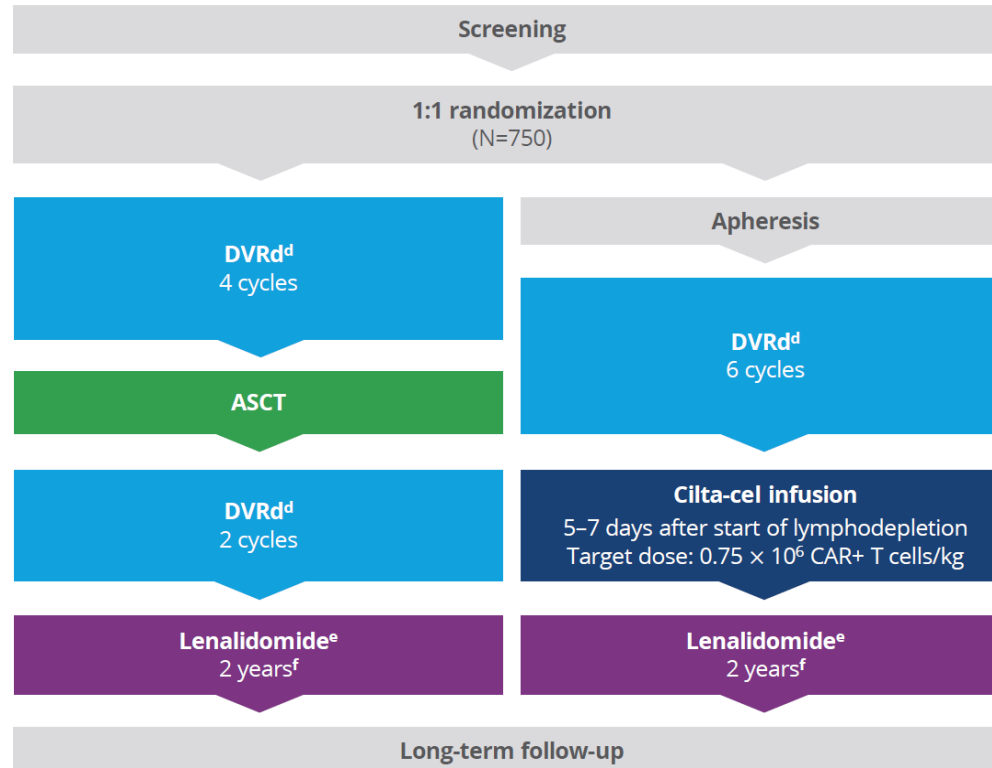 Screening
1:1 randomization
(N=750)
DVRdᵈ
4 cycles
ASCT
DVRdᵈ
2 cycles
Lenalidomideᵉ
2 yearsᶠ
Apheresis
DVRdᵈ
6 cycles
Cilta-cel infusion
5–7 days after start of lymphodepletion
Target dose: 0.75 × 10⁶ CAR+ T cells/kg
Lenalidomideᵉ
2 yearsᶠ
Long-term follow-up